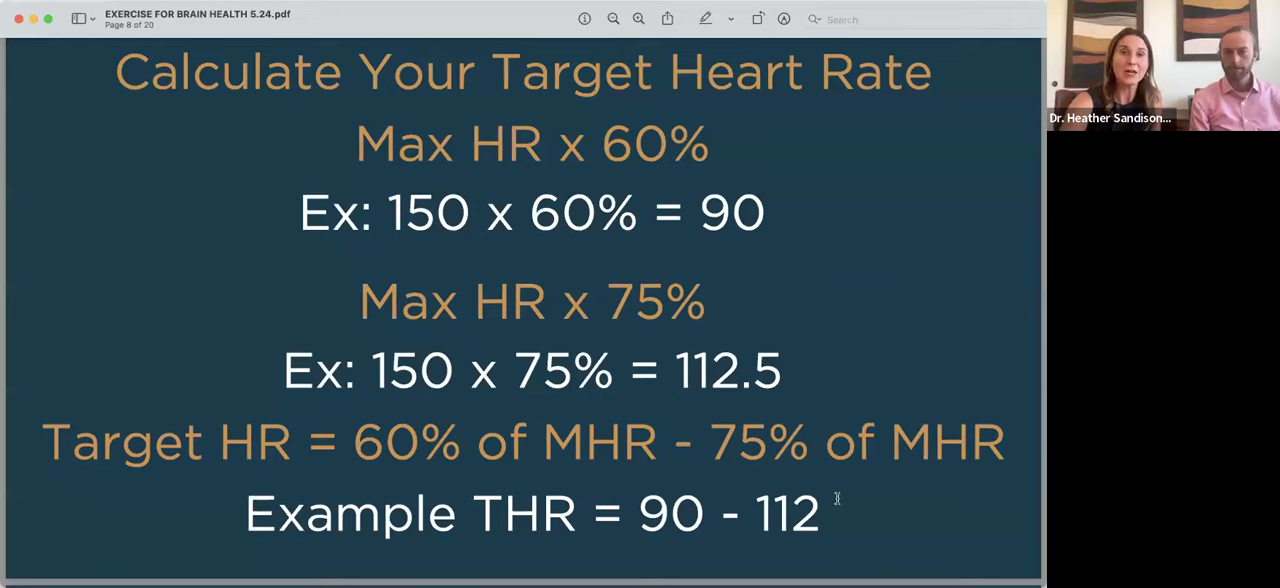 EXERCISE FOR BRAIN HEALTH 5.24.pdf
Page 8 of 20
Search
Calculate Your Target Heart Rate
Max HR x 60%
Ex: 150 x 60% = 90
Max HR x 75%
Ex: 150 x 75% = 112.5
Target HR = 60% of MHR - 75% of MHR
Example THR = 90 - 112
Dr. Heather Sandison...